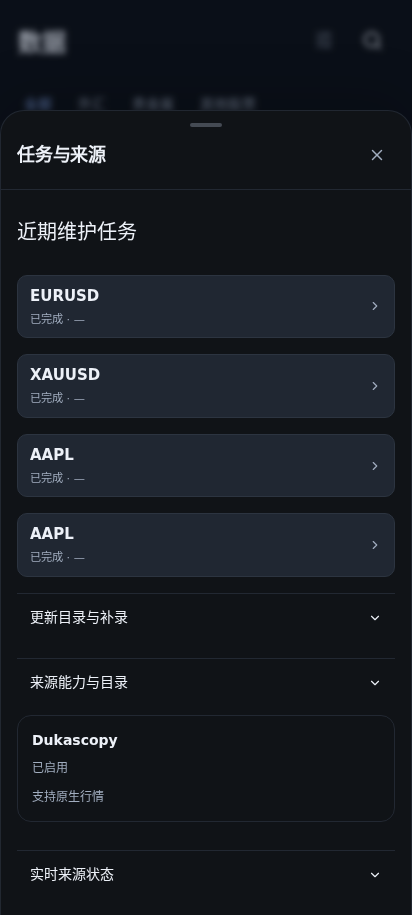 数据
任务与来源
近期维护任务
EURUSD
已完成 · —
XAUUSD
已完成 · —
AAPL
已完成 · —
AAPL
已完成 · —
更新目录与补录
来源能力与目录
Dukascopy
已启用
支持原生行情
实时来源状态